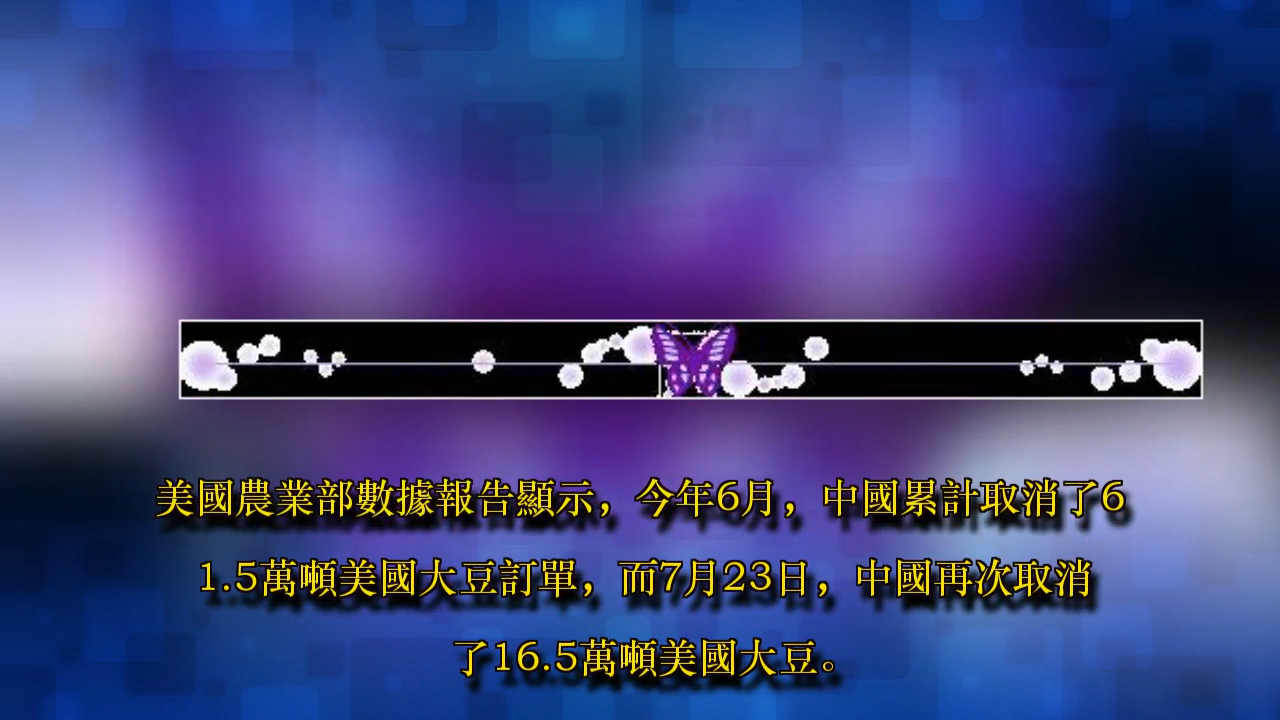 美國農業部數據報告顯示，今年6月，中國累計取消了6
1.5萬噸美國大豆訂單，而7月23日，中國再次取消
了16.5萬噸美國大豆。